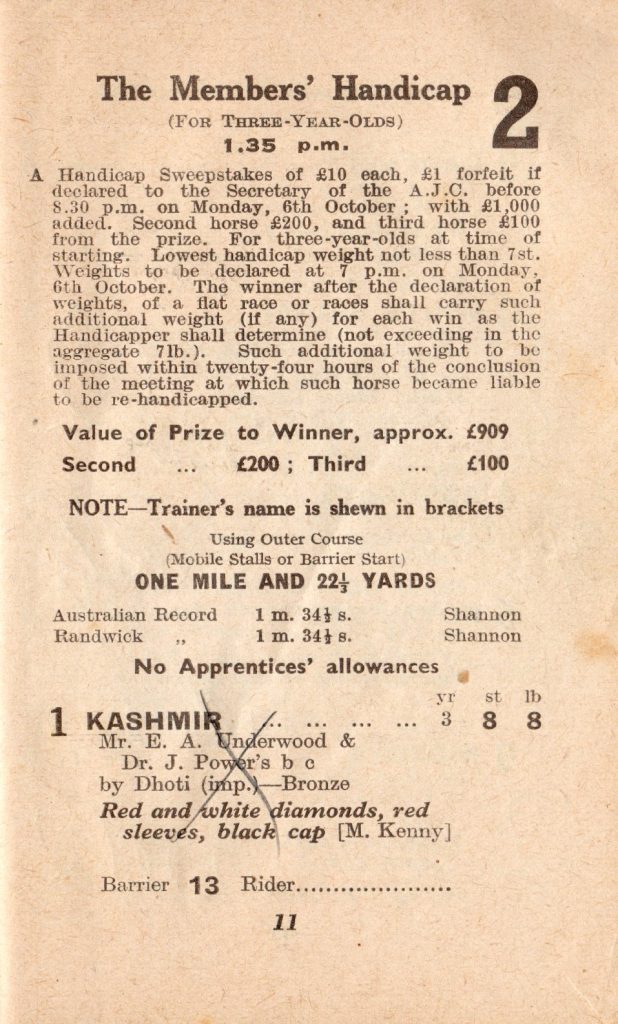 The Members' Handicap 2
(For Three-Year-Olds)
1.35 p.m.
A Handicap Sweepstakes of £10 each, £1 forfeit if
declared to the Secretary of the A.J.C. before
8.30 p.m. on Monday, 6th October; with £1,000
added. Second horse £200, and third horse £100
from the prize. For three-year-olds at time of
starting. Lowest handicap weight not less than 7st.
Weights to be declared at 7 p.m. on Monday,
6th October. The winner after the declaration of
weights, of a flat race or races shall carry such
additional weight (if any) for each win as the
Handicapper shall determine (not exceeding in the
aggregate 7lb.). Such additional weight to be
imposed within twenty-four hours of the conclusion
of the meeting at which such horse became liable
to be re-handicapped.
Value of Prize to Winner, approx. £909
Second ... £200; Third ... £100
NOTE—Trainer's name is shewn in brackets
Using Outer Course
(Mobile Stalls or Barrier Start)
ONE MILE AND 22⅓ YARDS
Australian Record 1 m. 34½ s. Shannon
Randwick ,, 1 m. 34½ s. Shannon
No Apprentices' allowances
yr st lb
1 KASHMIR ... ... ... ... 3 8 8
Mr. E. A. Underwood &
Dr. J. Power's b c
by Dhoti (imp.)—Bronze
Red and white diamonds, red
sleeves, black cap [M. Kenny]
Barrier 13 Rider.....................
11